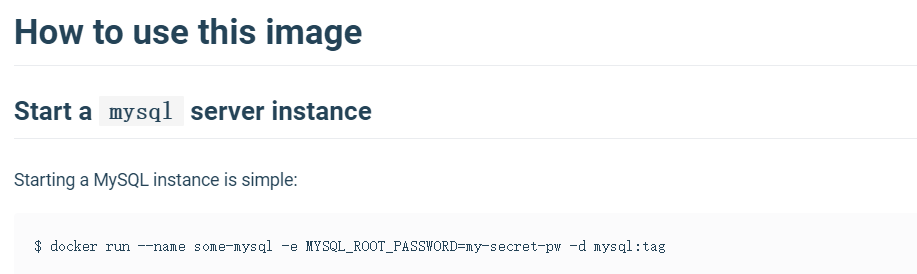 How to use this image
Start a mysql server instance
Starting a MySQL instance is simple:
$ docker run --name some-mysql -e MYSQL_ROOT_PASSWORD=my-secret-pw -d mysql:tag